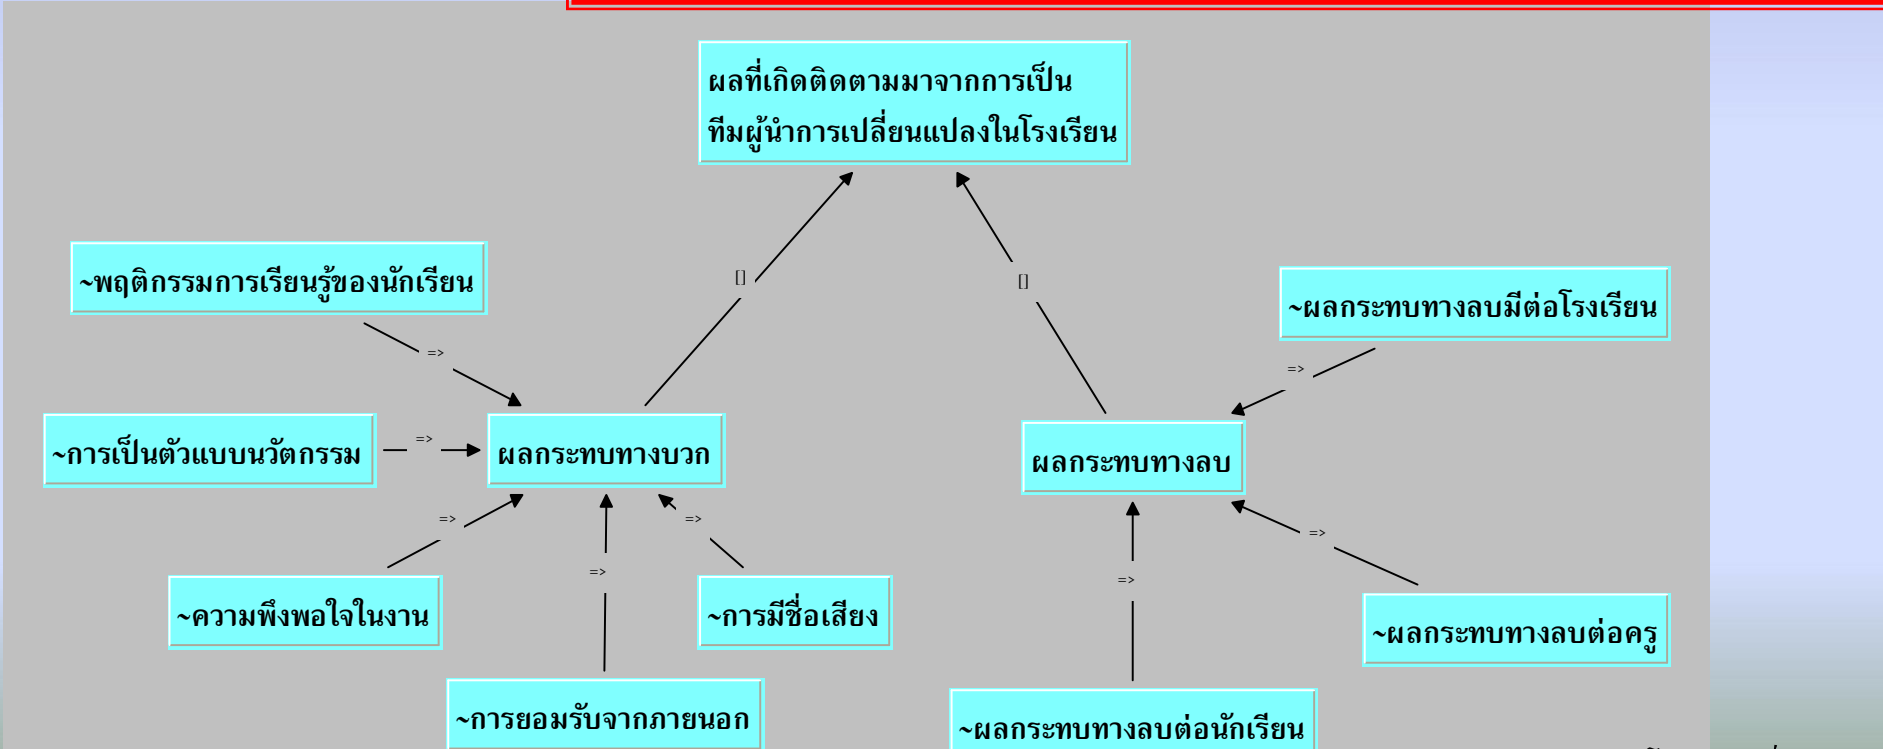 ผลที่เกิดติดตามมาจากการเป็น
ทีมผู้นำการเปลี่ยนแปลงในโรงเรียน
[]
[]
~พฤติกรรมการเรียนรู้ของนักเรียน
~ผลกระทบทางลบมีต่อโรงเรียน
=>
=>
~การเป็นตัวแบบนวัตกรรม
=>
ผลกระทบทางบวก
ผลกระทบทางลบ
=>
=>
=>
=>
=>
~ความพึงพอใจในงาน
~การมีชื่อเสียง
~ผลกระทบทางลบต่อครู
~การยอมรับจากภายนอก
~ผลกระทบทางลบต่อนักเรียน